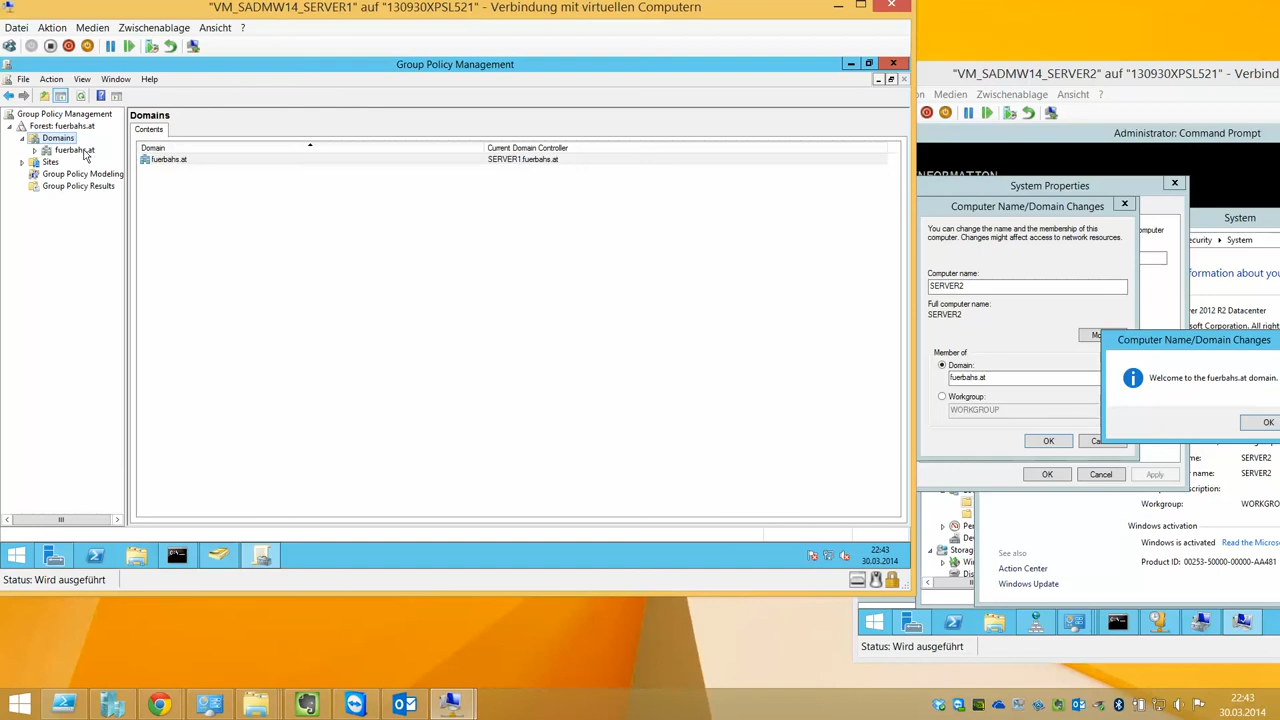 "VM_SADMW14_SERVER1" auf "130930XPSL521" - Verbindung mit virtuellen Computern
Datei Aktion Medien Zwischenablage Ansicht ?
Group Policy Management
File Action View Window Help
Group Policy Management
Forest: fuerbahs.at
Domains
fuerbahs.at
Sites
Group Policy Modeling
Group Policy Results
Domains
Contents
Domain Current Domain Controller
fuerbahs.at SERVER1.fuerbahs.at
22:43
30.03.2014
Status: Wird ausgeführt
"VM_SADMW14_SERVER2" auf "130930XPSL521" - Verbind
Medien Zwischenablage Ansicht ?
Administrator: Command Prompt
System Properties
Computer Name/Domain Changes
You can change the name and the membership of this
computer. Changes might affect access to network resources.
Computer name:
SERVER2
Full computer name:
SERVER2
Member of
Domain:
fuerbahs.at
Workgroup:
WORKGROUP
OK
OK Cancel Apply
Computer Name/Domain Changes
Welcome to the fuerbahs.at domain.
OK
System
System
SERVER2
SERVER2
Workgroup: WORKGRO
Windows activation
Windows is activated Read the Micros
See also
Action Center
Windows Update
Product ID: 00253-50000-00000-AA481
Status: Wird ausgeführt
22:43
30.03.2014